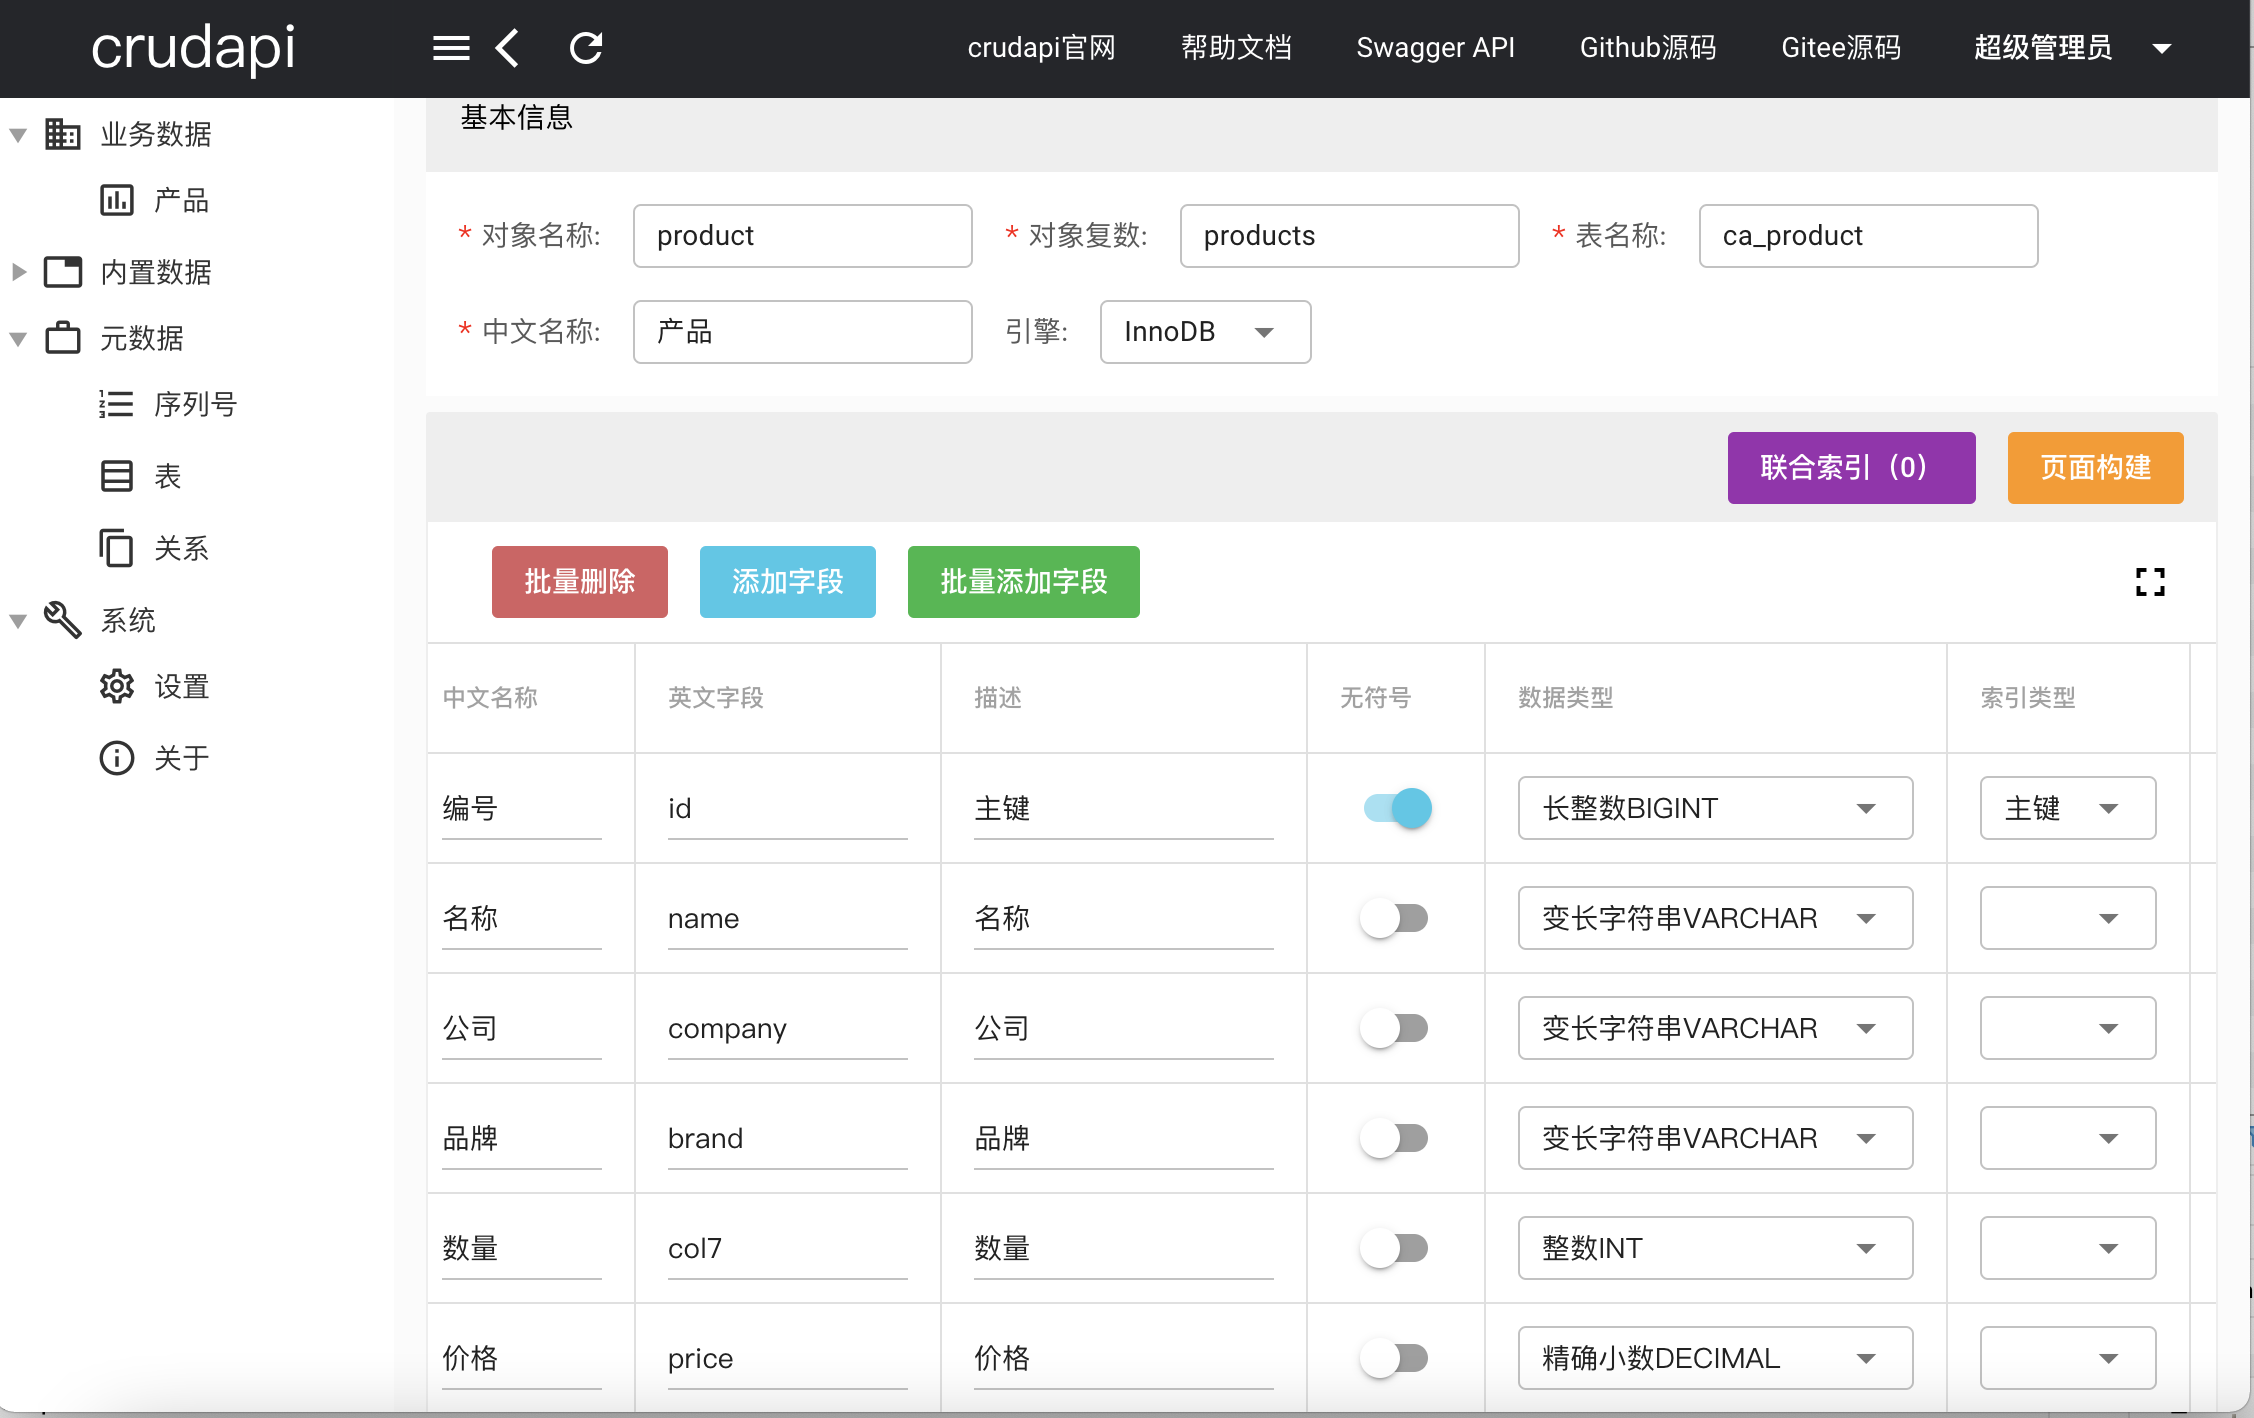 crudapi
crudapi官网 帮助文档 Swagger API Github源码 Gitee源码 超级管理员
业务数据
产品
内置数据
元数据
序列号
表
关系
系统
设置
关于
基本信息
* 对象名称: product * 对象复数: products * 表名称: ca_product
* 中文名称: 产品 引擎: InnoDB
联合索引（0） 页面构建
批量删除 添加字段 批量添加字段
中文名称 英文字段 描述 无符号 数据类型 索引类型
编号 id 主键 长整数BIGINT 主键
名称 name 名称 变长字符串VARCHAR
公司 company 公司 变长字符串VARCHAR
品牌 brand 品牌 变长字符串VARCHAR
数量 col7 数量 整数INT
价格 price 价格 精确小数DECIMAL